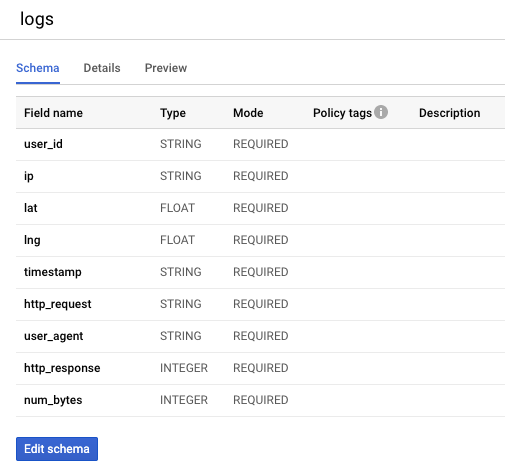 logs
Schema Details Preview
Field name Type Mode Policy tags Description
user_id STRING REQUIRED
ip STRING REQUIRED
lat FLOAT REQUIRED
lng FLOAT REQUIRED
timestamp STRING REQUIRED
http_request STRING REQUIRED
user_agent STRING REQUIRED
http_response INTEGER REQUIRED
num_bytes INTEGER REQUIRED
Edit schema